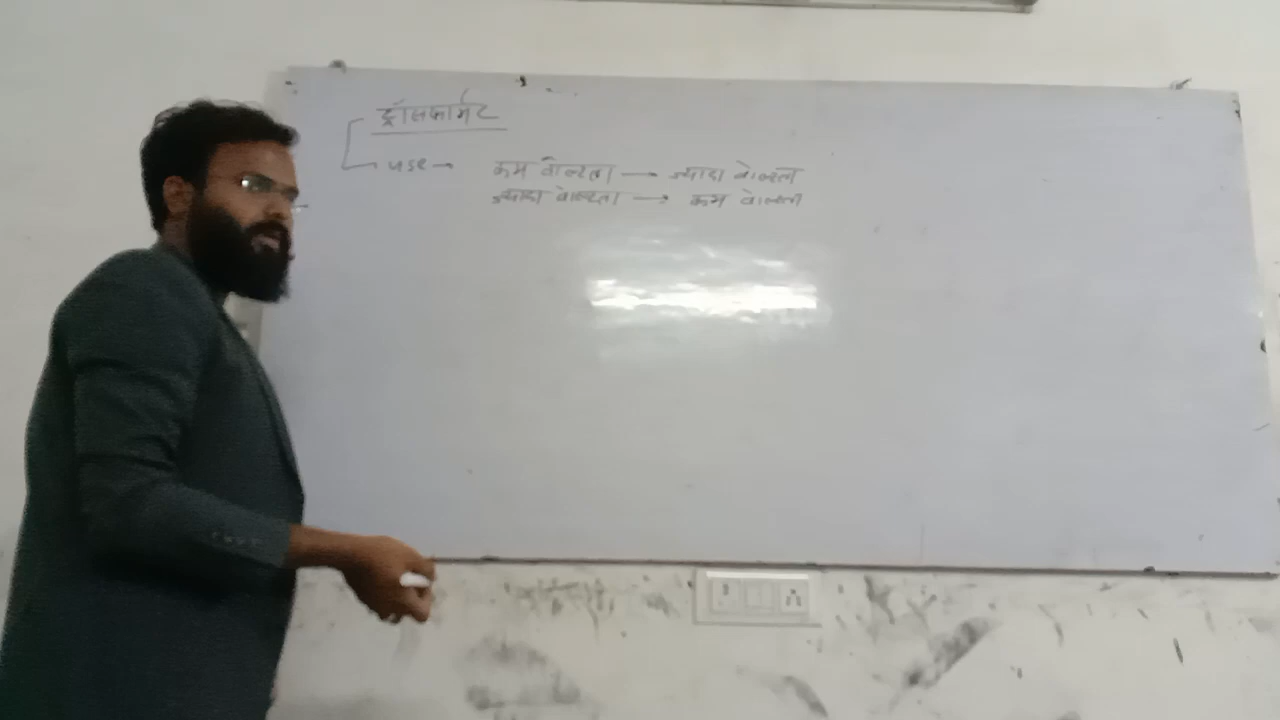 ट्राँसफार्मर
use → कम वोल्टता → ज्यादा वोल्टता
ज्यादा वोल्टता → कम वोल्टता